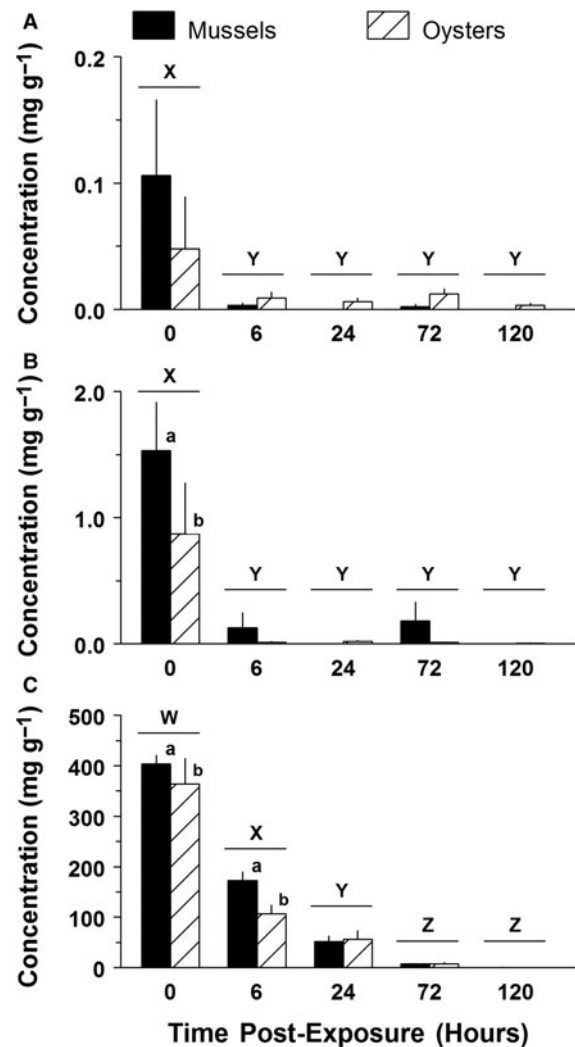 A
Mussels
Oysters
Concentration (mg g⁻¹)
0.2
0.1
0.0
X
Y
Y
Y
Y
0 6 24 72 120
B
Concentration (mg g⁻¹)
2.0
1.0
0.0
X
a
b
Y
Y
Y
Y
0 6 24 72 120
C
Concentration (mg g⁻¹)
500
400
300
200
100
0
W
a
b
X
a
b
Y
Z
Z
0 6 24 72 120
Time Post-Exposure (Hours)